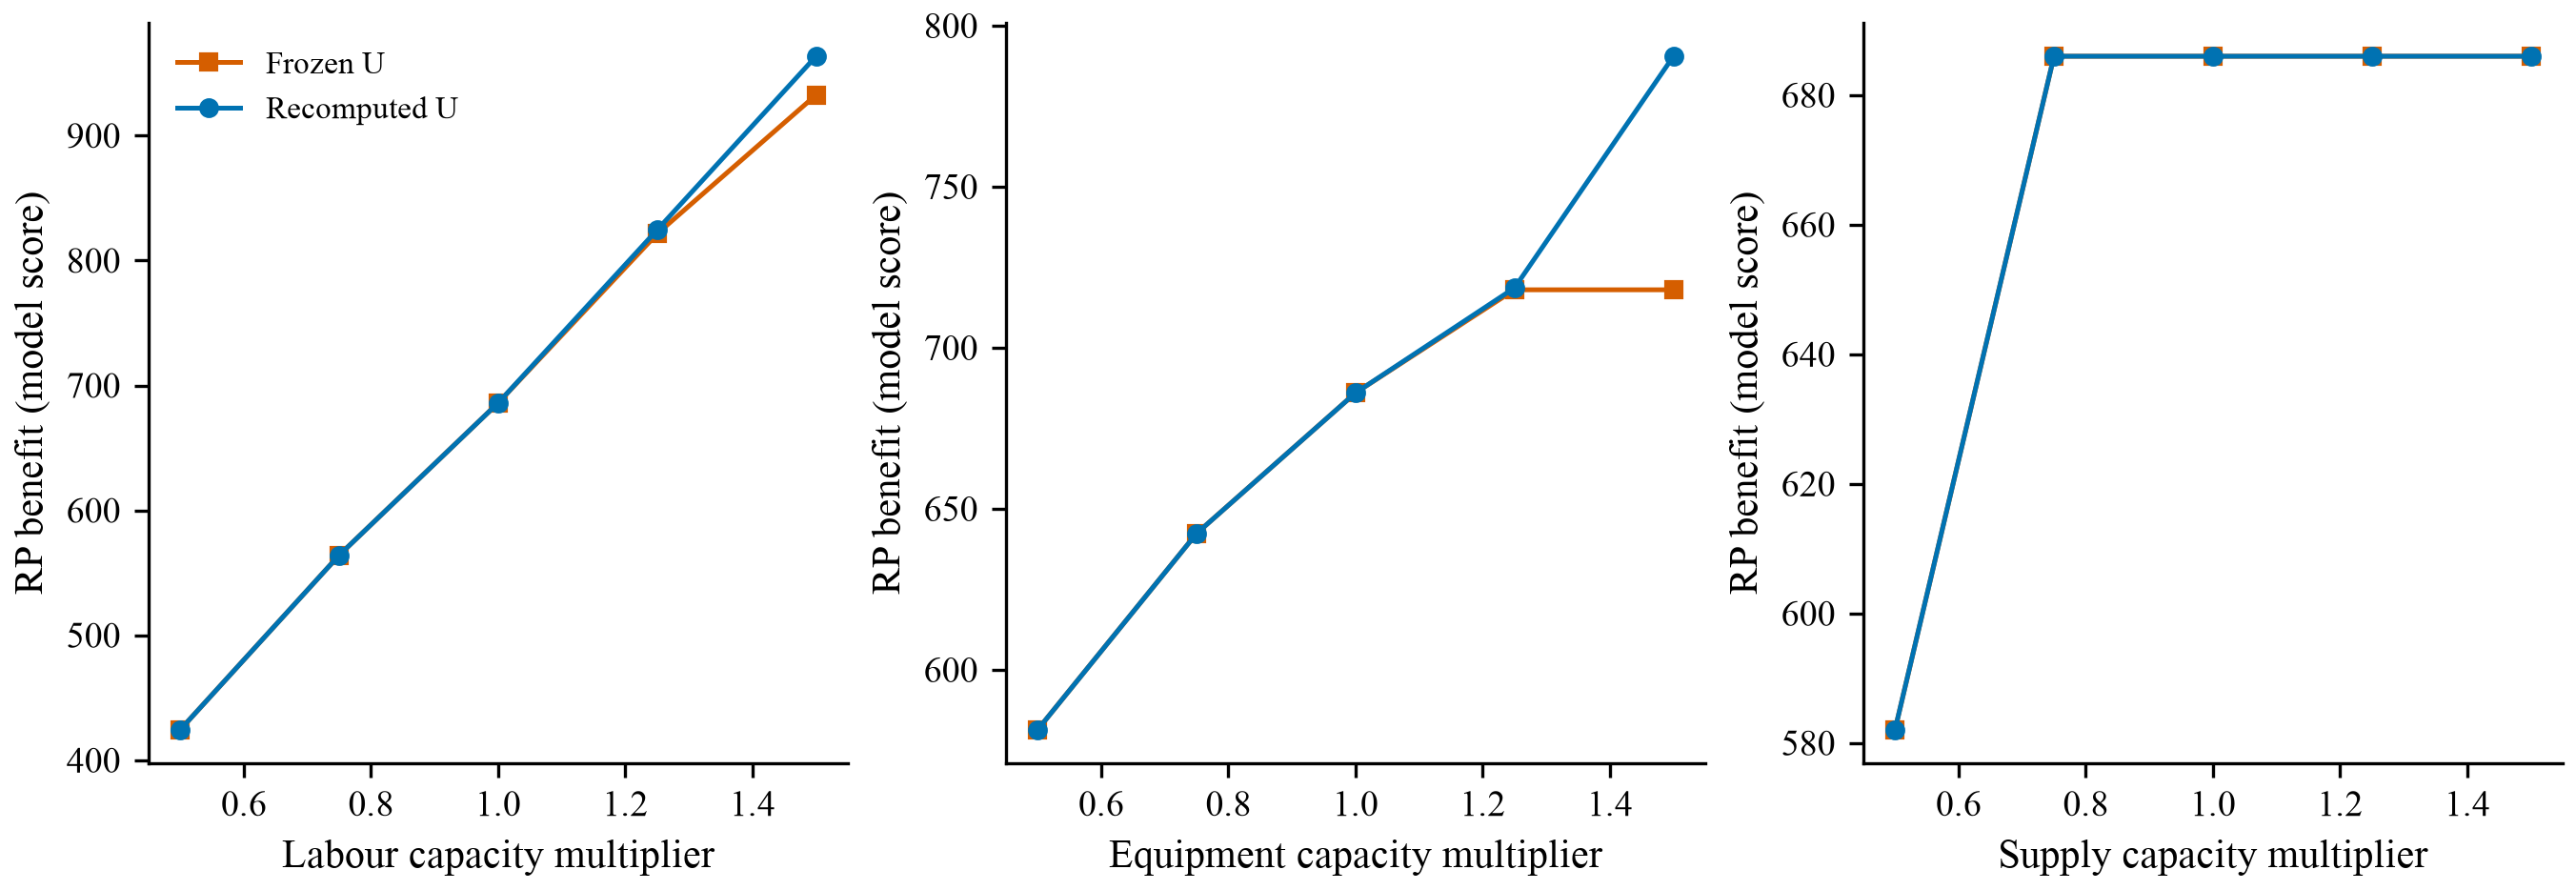 Frozen U
Recomputed U
RP benefit (model score)
900
800
700
600
500
400
0.6 0.8 1.0 1.2 1.4
Labour capacity multiplier
RP benefit (model score)
800
750
700
650
600
0.6 0.8 1.0 1.2 1.4
Equipment capacity multiplier
RP benefit (model score)
680
660
640
620
600
580
0.6 0.8 1.0 1.2 1.4
Supply capacity multiplier